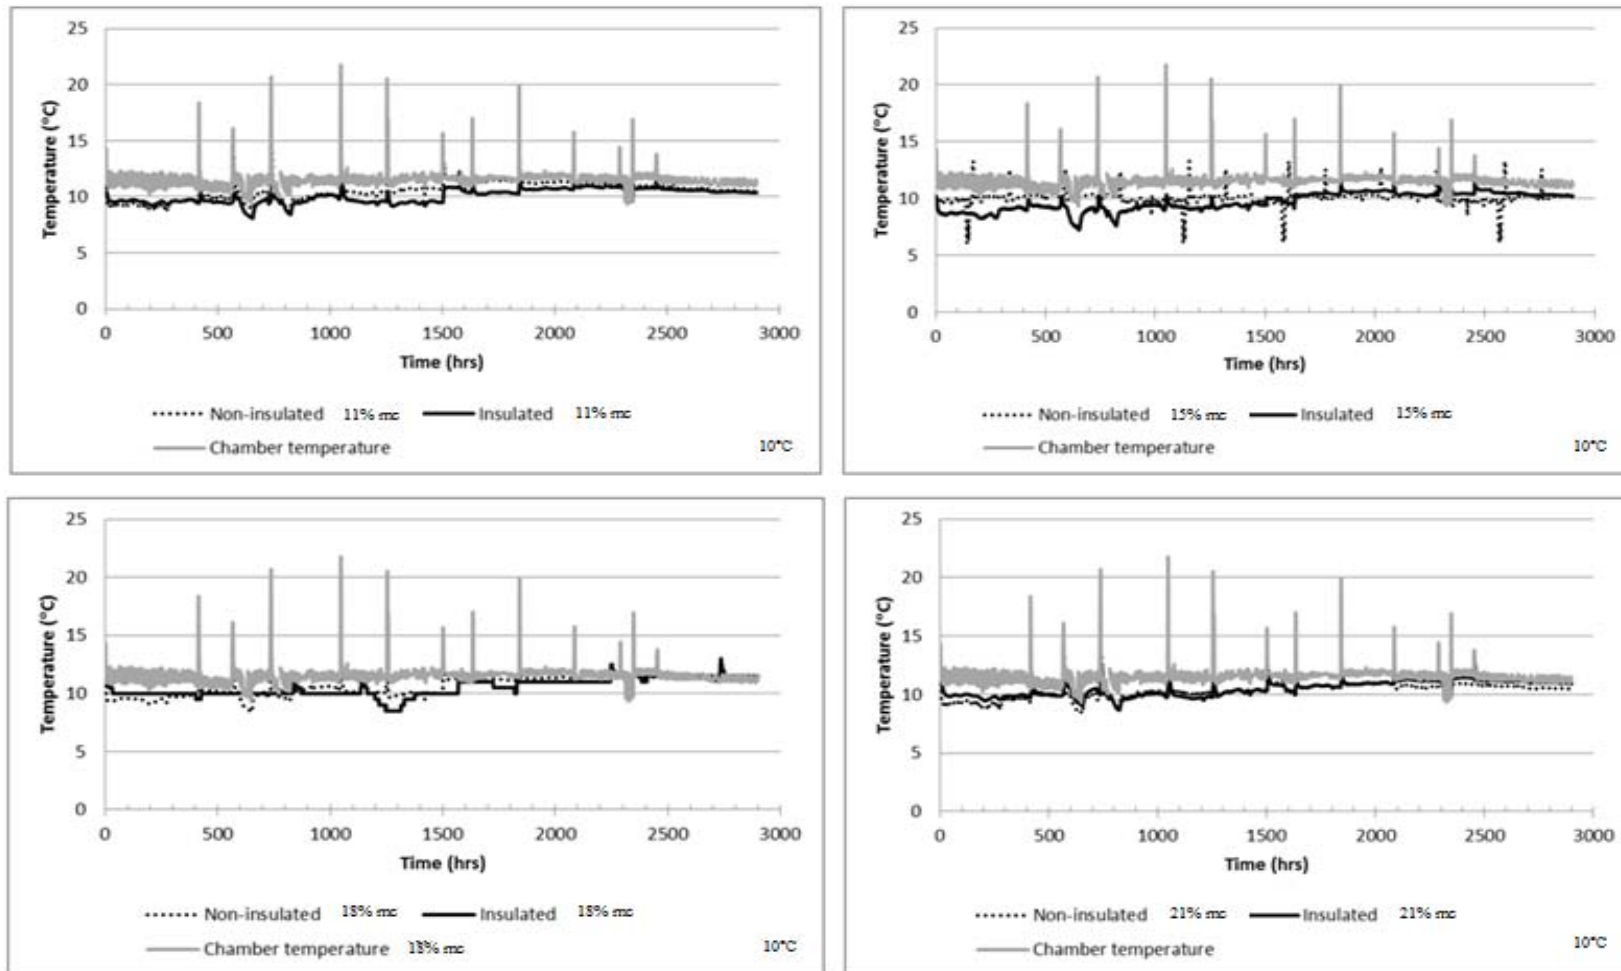 25
20
15
10
5
0
Temperature (°C)
0 500 1000 1500 2000 2500 3000
Time (hrs)
Non-insulated 11% mc Insulated 11% mc
Chamber temperature 10°C
25
20
15
10
5
0
Temperature (°C)
0 500 1000 1500 2000 2500 3000
Time (hrs)
Non-insulated 15% mc Insulated 15% mc
Chamber temperature 10°C
25
20
15
10
5
0
Temperature (°C)
0 500 1000 1500 2000 2500 3000
Time (hrs)
Non-insulated 18% mc Insulated 18% mc
Chamber temperature 18% mc 10°C
25
20
15
10
5
0
Temperature (°C)
0 500 1000 1500 2000 2500 3000
Time (hrs)
Non-insulated 21% mc Insulated 21% mc
Chamber temperature 10°C